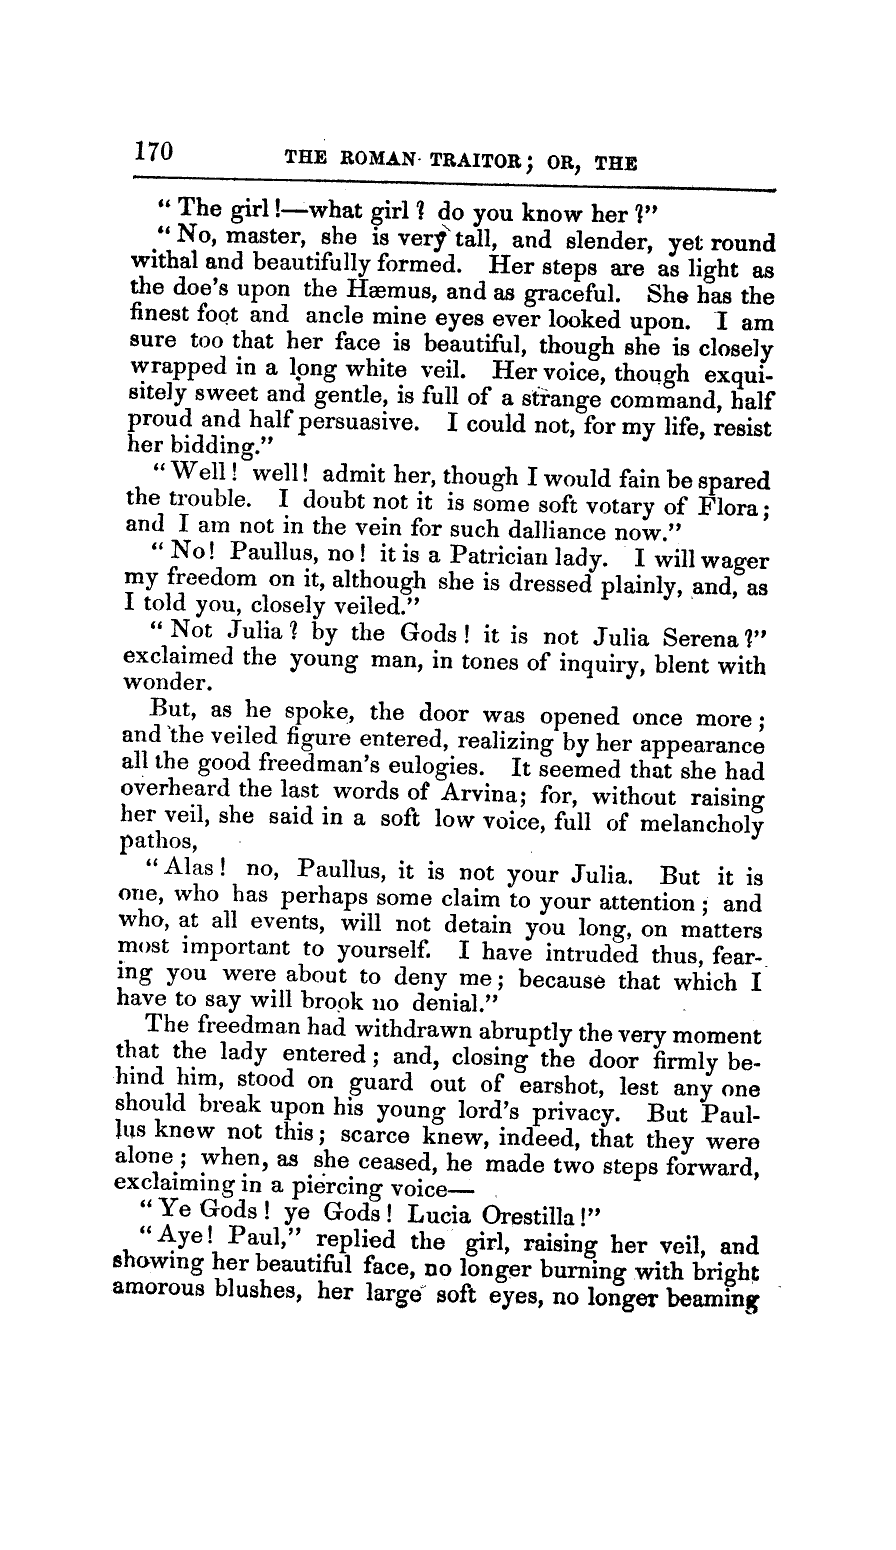 170 THE ROMAN TRAITOR; OR, THE
“The girl!—what girl? do you know her?”
“No, master, she is very tall, and slender, yet round
withal and beautifully formed. Her steps are as light as
the doe's upon the Hæmus, and as graceful. She has the
finest foot and ancle mine eyes ever looked upon. I am
sure too that her face is beautiful, though she is closely
wrapped in a long white veil. Her voice, though exqui-
sitely sweet and gentle, is full of a strange command, half
proud and half persuasive. I could not, for my life, resist
her bidding.”
“Well! well! admit her, though I would fain be spared
the trouble. I doubt not it is some soft votary of Flora;
and I am not in the vein for such dalliance now.”
“No! Paullus, no! it is a Patrician lady. I will wager
my freedom on it, although she is dressed plainly, and, as
I told you, closely veiled.”
“Not Julia? by the Gods! it is not Julia Serena?”
exclaimed the young man, in tones of inquiry, blent with
wonder.
But, as he spoke, the door was opened once more;
and the veiled figure entered, realizing by her appearance
all the good freedman's eulogies. It seemed that she had
overheard the last words of Arvina; for, without raising
her veil, she said in a soft low voice, full of melancholy
pathos,
“Alas! no, Paullus, it is not your Julia. But it is
one, who has perhaps some claim to your attention; and
who, at all events, will not detain you long, on matters
most important to yourself. I have intruded thus, fear-
ing you were about to deny me; because that which I
have to say will brook no denial.”
The freedman had withdrawn abruptly the very moment
that the lady entered; and, closing the door firmly be-
hind him, stood on guard out of earshot, lest any one
should break upon his young lord's privacy. But Paul-
lus knew not this; scarce knew, indeed, that they were
alone; when, as she ceased, he made two steps forward,
exclaiming in a piercing voice—
“Ye Gods! ye Gods! Lucia Orestilla!”
“Aye! Paul,” replied the girl, raising her veil, and
showing her beautiful face, no longer burning with bright
amorous blushes, her large soft eyes, no longer beaming